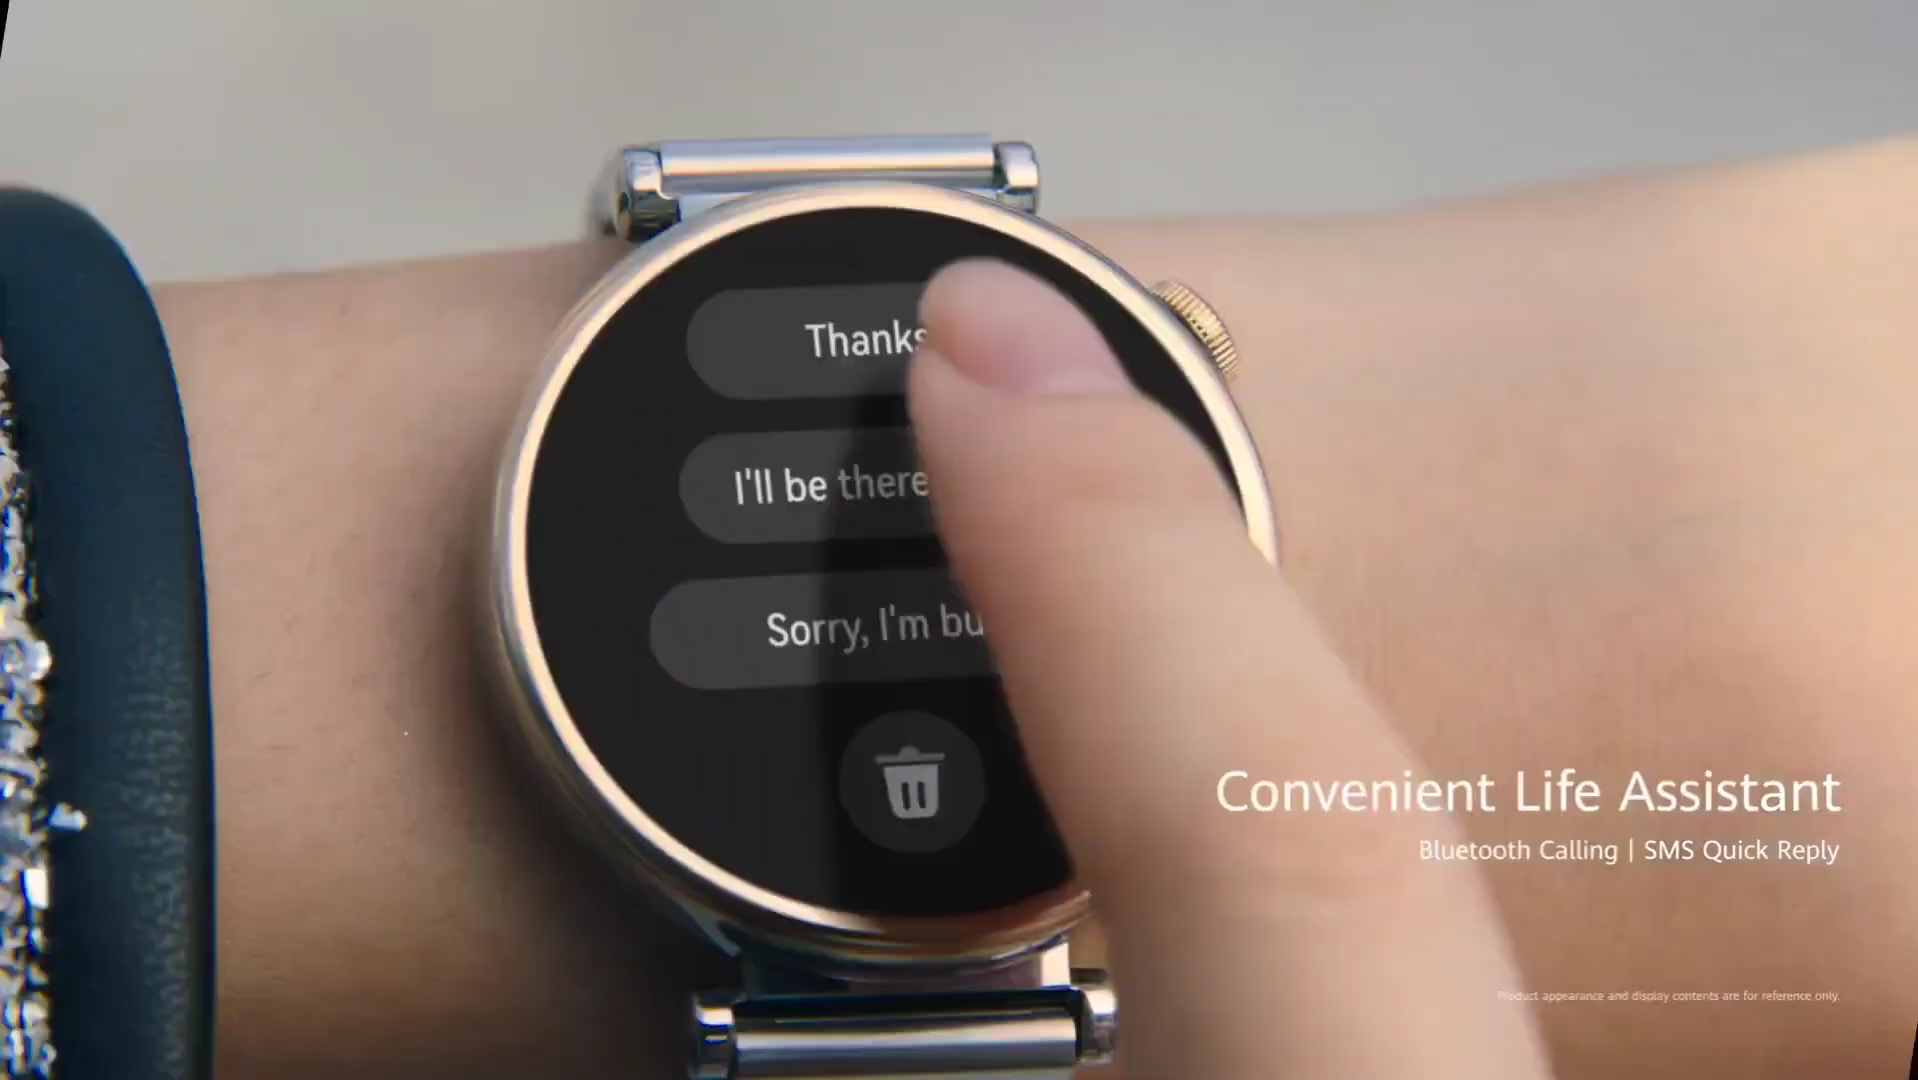 Thanks
I'll be there
Sorry, I'm bu
Convenient Life Assistant
Bluetooth Calling | SMS Quick Reply
Product appearance and display contents are for reference only.